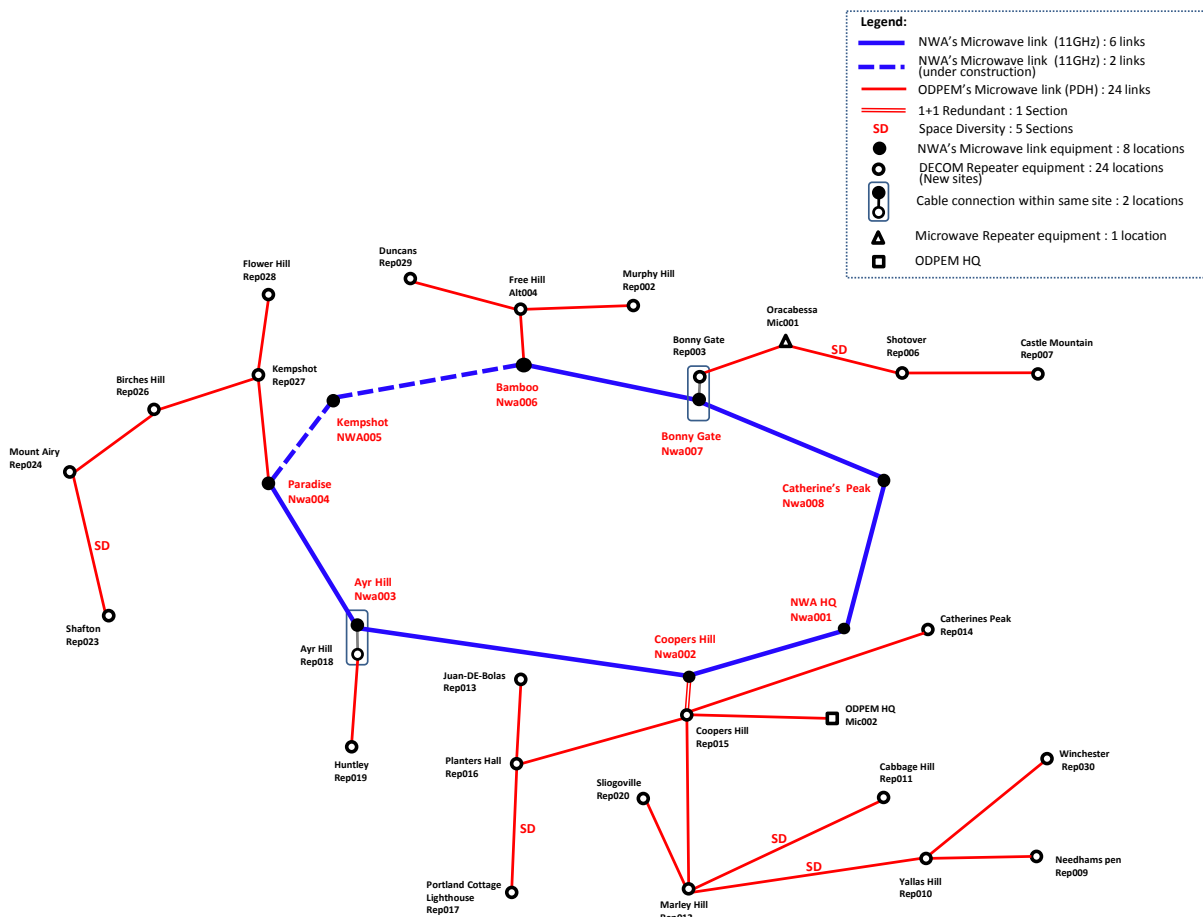 Legend:
NWA's Microwave link (11GHz) : 6 links
NWA's Microwave link (11GHz) : 2 links
(under construction)
ODPEM's Microwave link (PDH) : 24 links
1+1 Redundant : 1 Section
SD Space Diversity : 5 Sections
NWA's Microwave link equipment : 8 locations
DECOM Repeater equipment : 24 locations
(New sites)
Cable connection within same site : 2 locations
Microwave Repeater equipment : 1 location
ODPEM HQ
Duncans
Rep029
Flower Hill
Rep028
Free Hill
Alt004
Murphy Hill
Rep002
Oracabessa
Mic001
Bonny Gate
Rep003
SD
Shotover
Rep006
Castle Mountain
Rep007
Kempshot
Rep027
Birches Hill
Rep026
Bamboo
Nwa006
Kempshot
NWA005
Bonny Gate
Nwa007
Mount Airy
Rep024
Paradise
Nwa004
Catherine's Peak
Nwa008
SD
Ayr Hill
Nwa003
NWA HQ
Nwa001
Shafton
Rep023
Catherines Peak
Rep014
Coopers Hill
Nwa002
Ayr Hill
Rep018
Juan-DE-Bolas
Rep013
ODPEM HQ
Mic002
Coopers Hill
Rep015
Huntley
Rep019
Planters Hall
Rep016
Winchester
Rep030
Cabbage Hill
Rep011
Sliogoville
Rep020
SD
SD
SD
Needhams pen
Rep009
Yallas Hill
Rep010
Portland Cottage
Lighthouse
Rep017
Marley Hill